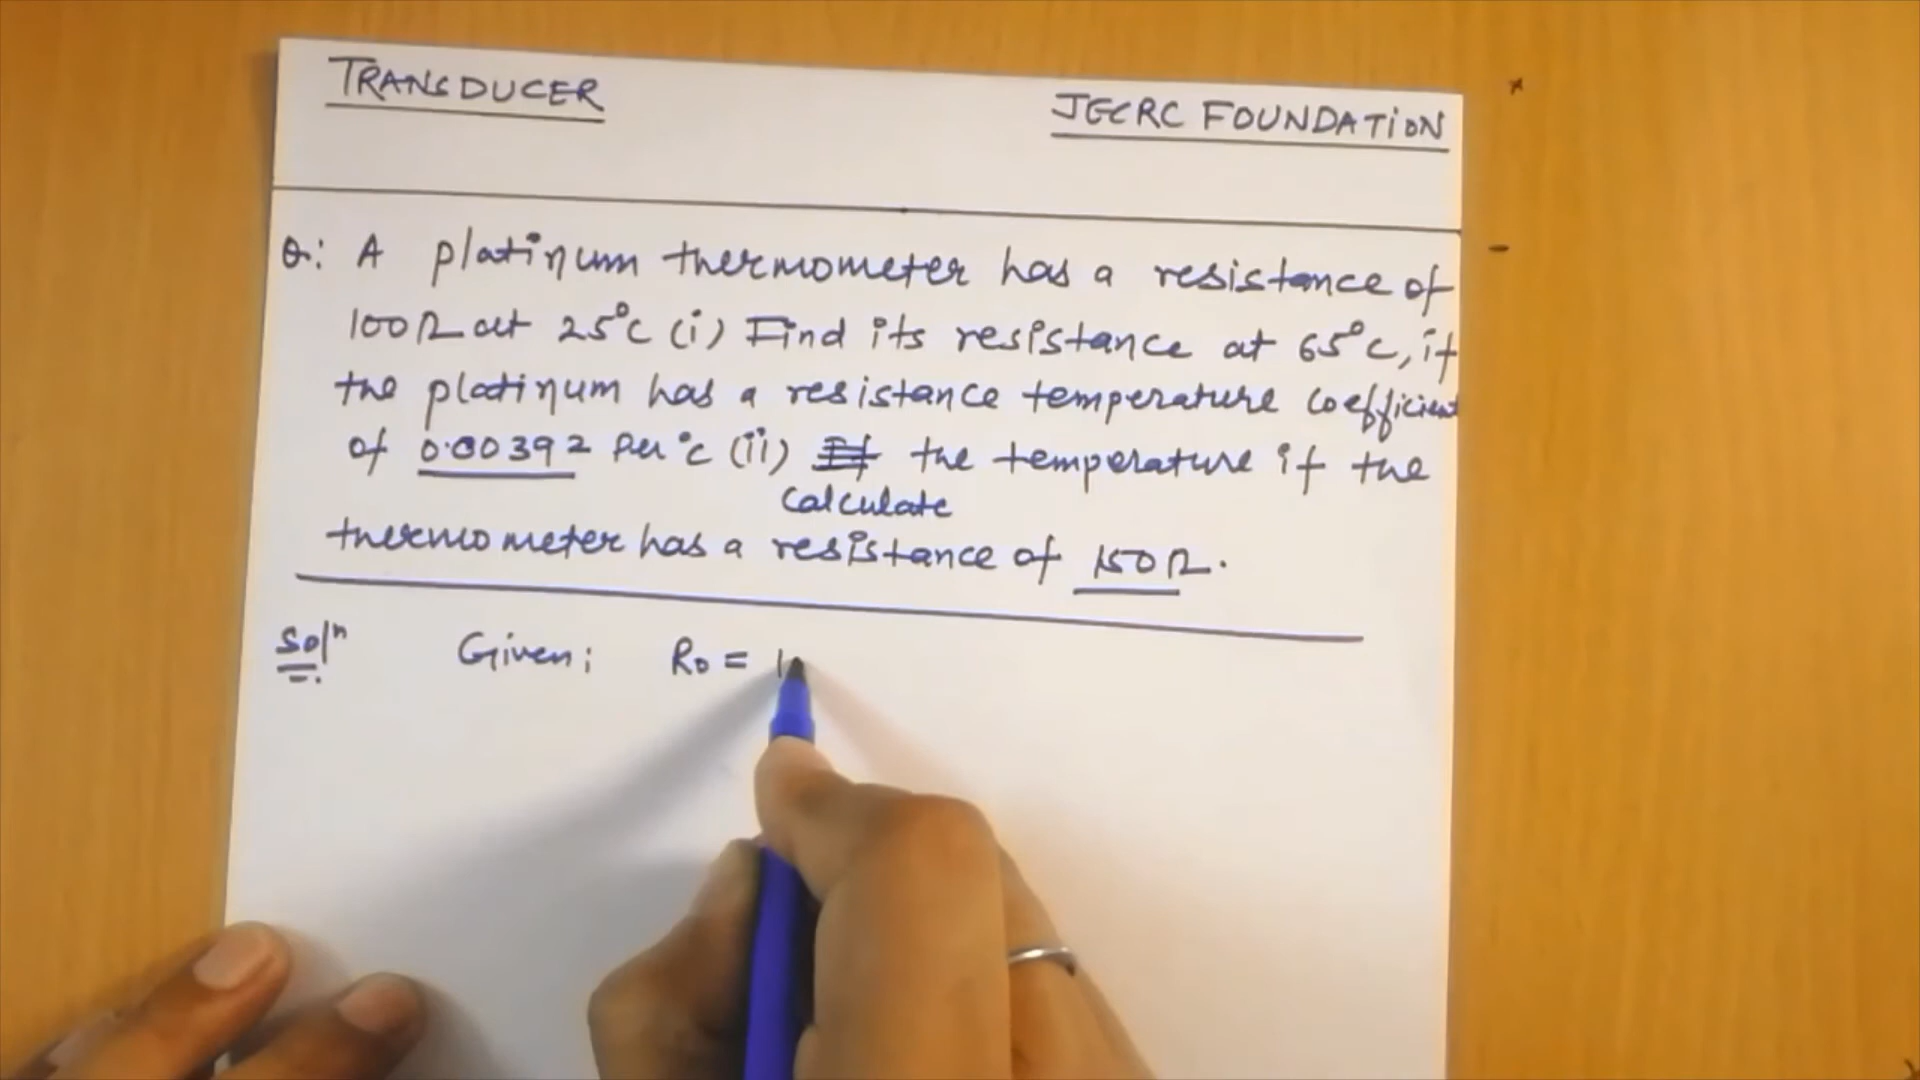 TRANSDUCER
JECRC FOUNDATION
Q: A platinum thermometer has a resistance of
100Ω at 25°C (i) Find its resistance at 65°C, if
the platinum has a resistance temperature coefficient
of 0.00392 per °C (ii) the temperature if the
calculate
thermometer has a resistance of 150Ω.
Solⁿ Given: R₀ = 1